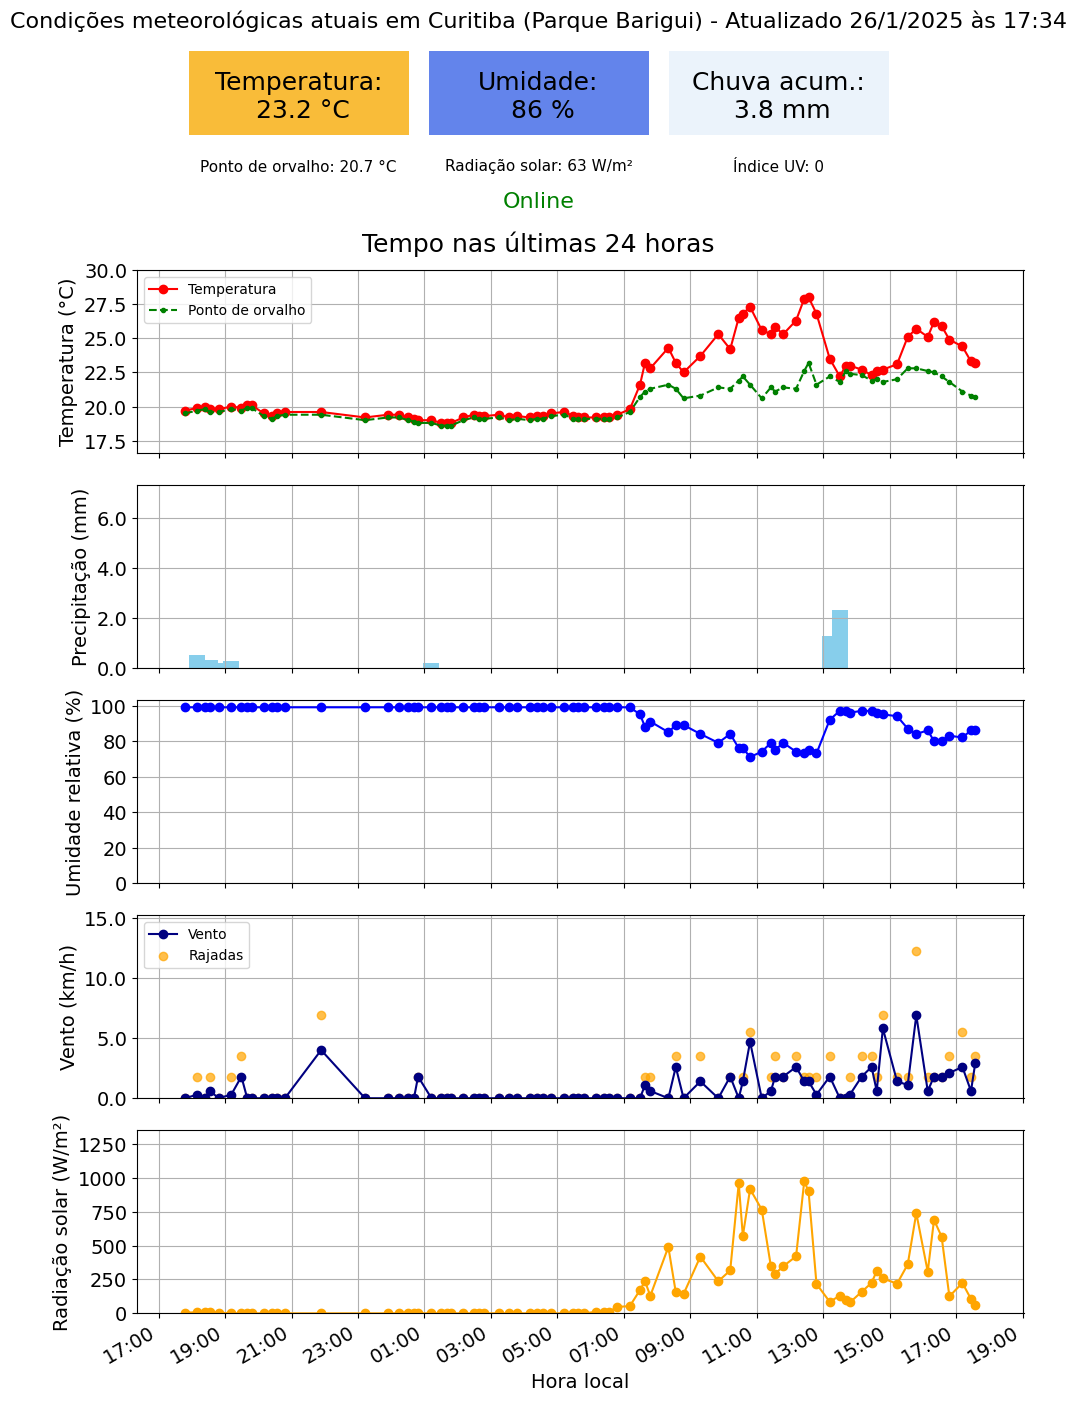 Condições meteorológicas atuais em Curitiba (Parque Barigui) - Atualizado 26/1/2025 às 17:34
Temperatura:
23.2 °C
Umidade:
86 %
Chuva acum.:
3.8 mm
Ponto de orvalho: 20.7 °C
Radiação solar: 63 W/m²
Índice UV: 0
Online
Tempo nas últimas 24 horas
Temperatura (°C)
30.0
27.5
25.0
22.5
20.0
17.5
Temperatura
Ponto de orvalho
Precipitação (mm)
6.0
4.0
2.0
0.0
Umidade relativa (%)
100
80
60
40
20
0
Vento (km/h)
15.0
10.0
5.0
0.0
Vento
Rajadas
Radiação solar (W/m²)
1250
1000
750
500
250
0
17:00
19:00
21:00
23:00
01:00
03:00
05:00
07:00
09:00
11:00
13:00
15:00
17:00
19:00
Hora local